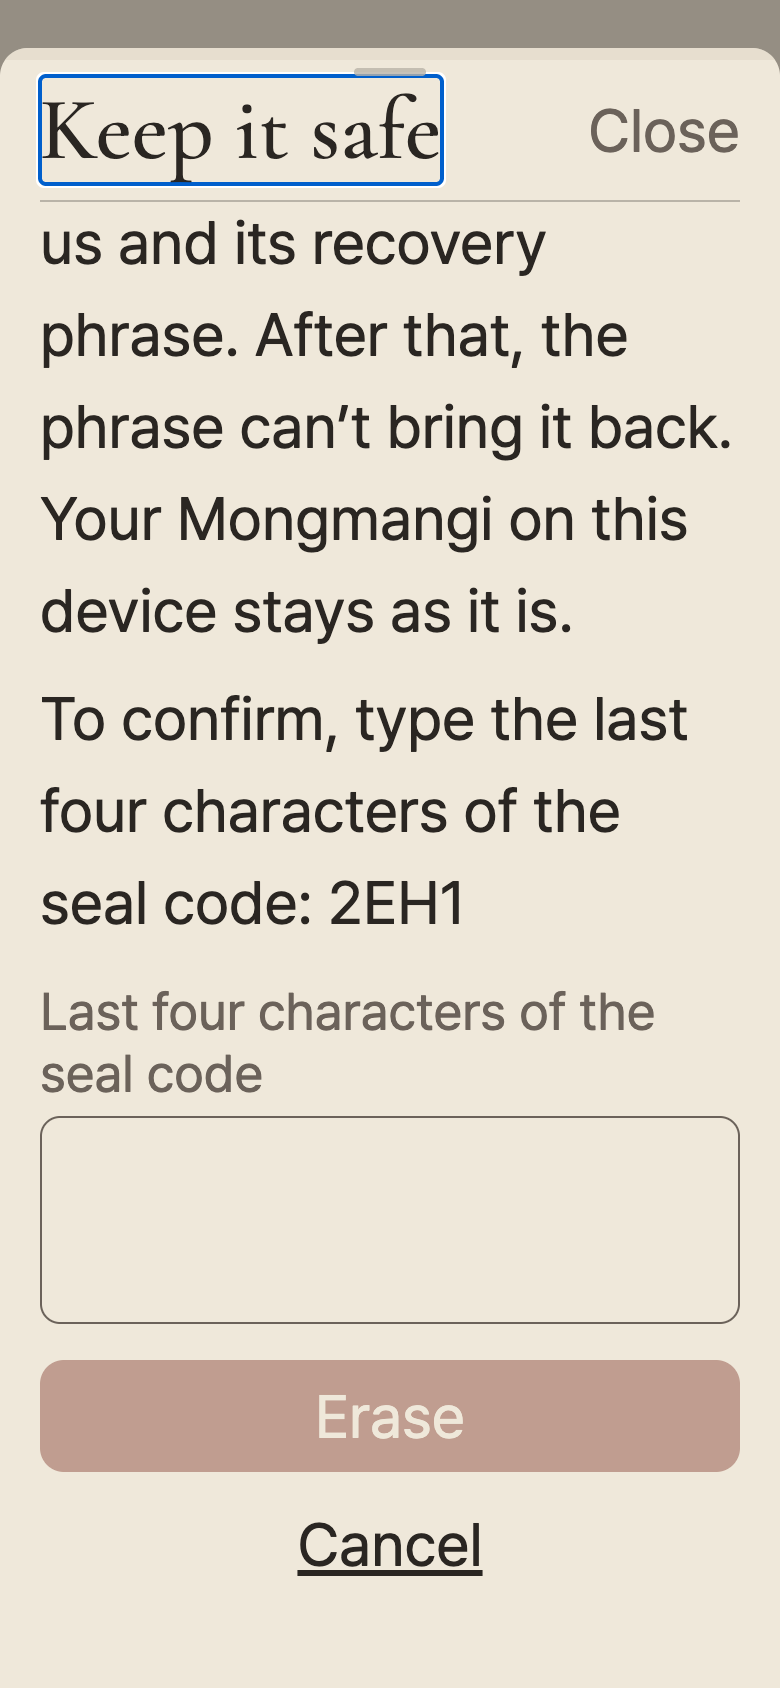 Keep it safe
Close
us and its recovery
phrase. After that, the
phrase can’t bring it back.
Your Mongmangi on this
device stays as it is.
To confirm, type the last
four characters of the
seal code: 2EH1
Last four characters of the
seal code
Erase
Cancel